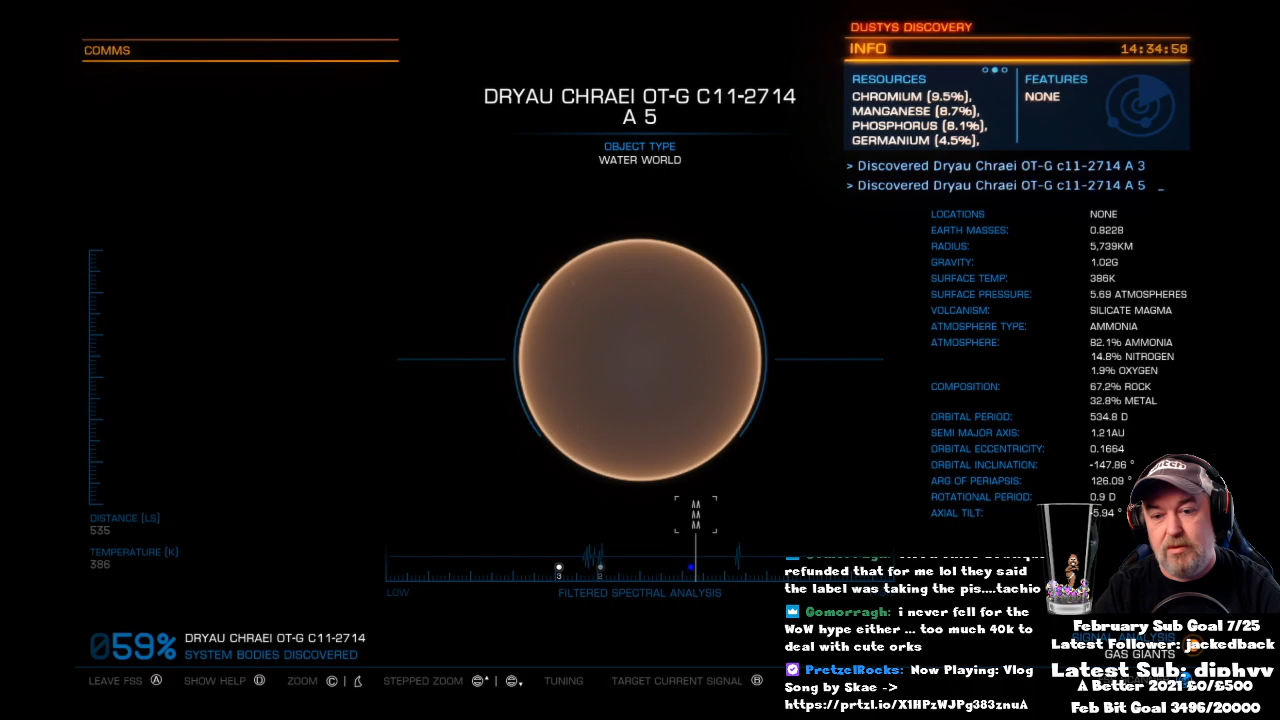 COMMS
DUSTYS DISCOVERY
INFO 14:34:58
RESOURCES
CHROMIUM (9.5%),
MANGANESE (8.7%),
PHOSPHORUS (8.1%),
GERMANIUM (4.5%),
FEATURES
NONE
DRYAU CHRAEI OT-G C11-2714
A 5
OBJECT TYPE
WATER WORLD
> Discovered Dryau Chraei OT-G c11-2714 A 3
> Discovered Dryau Chraei OT-G c11-2714 A 5 _
LOCATIONS NONE
EARTH MASSES: 0.8228
RADIUS: 5,739KM
GRAVITY: 1.02G
SURFACE TEMP: 386K
SURFACE PRESSURE: 5.69 ATMOSPHERES
VOLCANISM: SILICATE MAGMA
ATMOSPHERE TYPE: AMMONIA
ATMOSPHERE: 82.1% AMMONIA
14.8% NITROGEN
1.9% OXYGEN
COMPOSITION: 67.2% ROCK
32.8% METAL
ORBITAL PERIOD: 534.8 D
SEMI MAJOR AXIS: 1.21AU
ORBITAL ECCENTRICITY: 0.1664
ORBITAL INCLINATION: -147.86 °
ARG OF PERIAPSIS: 126.09 °
ROTATIONAL PERIOD: 0.9 D
AXIAL TILT: -5.94 °
DISTANCE (LS)
535
TEMPERATURE (K)
386
3 2
LOW
FILTERED SPECTRAL ANALYSIS
refunded that for me lol they said
the label was taking the pis....tachio
Gomorragh: i never fell for the
WoW hype either ... too much 40k to
deal with cute orks
PretzelRocks: Now Playing: Vlog
Song by Skae ->
https://prtzl.io/X1HPzWJPg383znuA
February Sub Goal 7/25
SIGNAL ANALYSIS
Latest Follower: jackedback
GAS GIANTS
Latest Sub: diphvv
A Better 2021 £0/£500
Feb Bit Goal 3496/20000
059% DRYAU CHRAEI OT-G C11-2714
SYSTEM BODIES DISCOVERED
LEAVE FSS A SHOW HELP ZOOM STEPPED ZOOM TUNING TARGET CURRENT SIGNAL